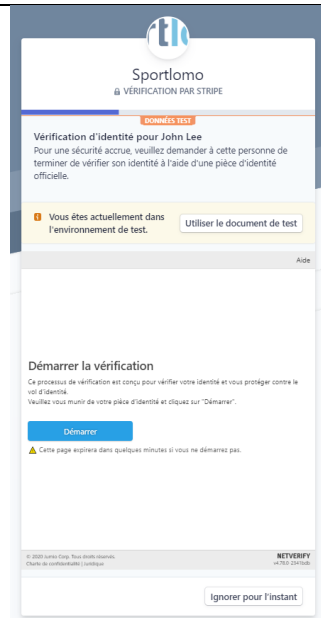 rtlo
Sportlomo
VÉRIFICATION PAR STRIPE
DONNÉES TEST
Vérification d'identité pour John Lee
Pour une sécurité accrue, veuillez demander à cette personne de
terminer de vérifier son identité à l'aide d'une pièce d'identité
officielle.
Vous êtes actuellement dans
l'environnement de test.
Utiliser le document de test
Aide
Démarrer la vérification
Ce processus de vérification est conçu pour vérifier votre identité et vous protéger contre le
vol d'identité.
Veuillez vous munir de votre pièce d'identité et cliquez sur "Démarrer".
Démarrer
Cette page expirera dans quelques minutes si vous ne démarrez pas.
© 2020 Jumio Corp. Tous droits réservés.
Charte de confidentialité | Juridique
NETVERIFY
Ignorer pour l'instant